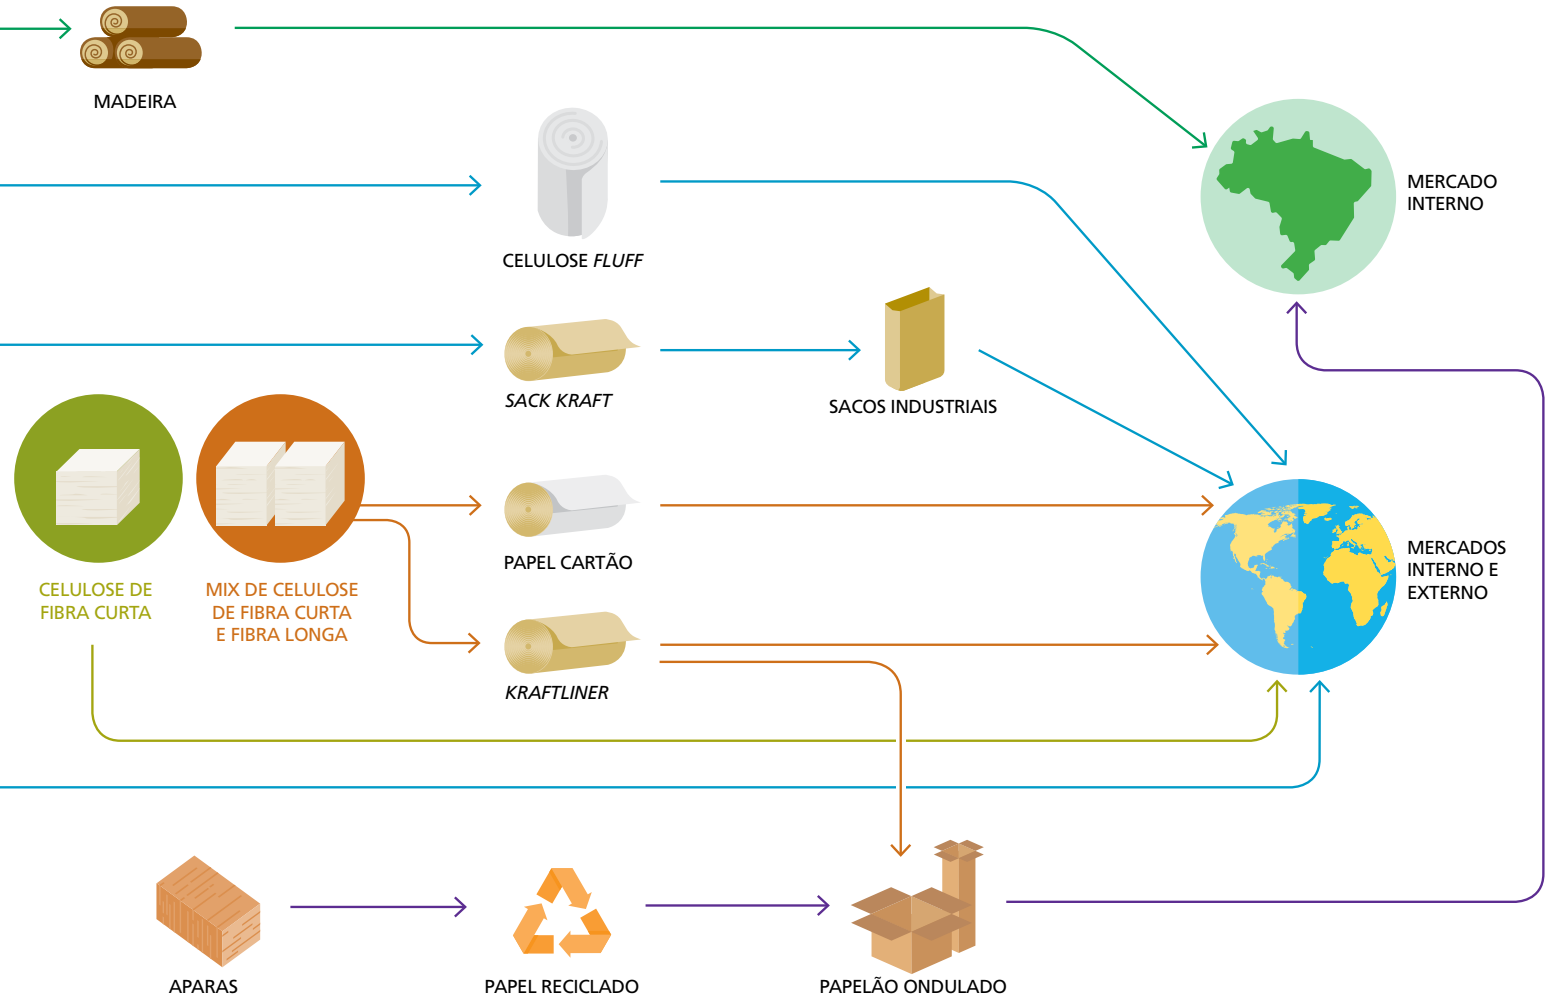 MADEIRA
MERCADO
INTERNO
CELULOSE FLUFF
SACK KRAFT
SACOS INDUSTRIAIS
PAPEL CARTÃO
MERCADOS
INTERNO E
EXTERNO
CELULOSE DE
FIBRA CURTA
MIX DE CELULOSE
DE FIBRA CURTA
E FIBRA LONGA
KRAFTLINER
APARAS
PAPEL RECICLADO
PAPELÃO ONDULADO